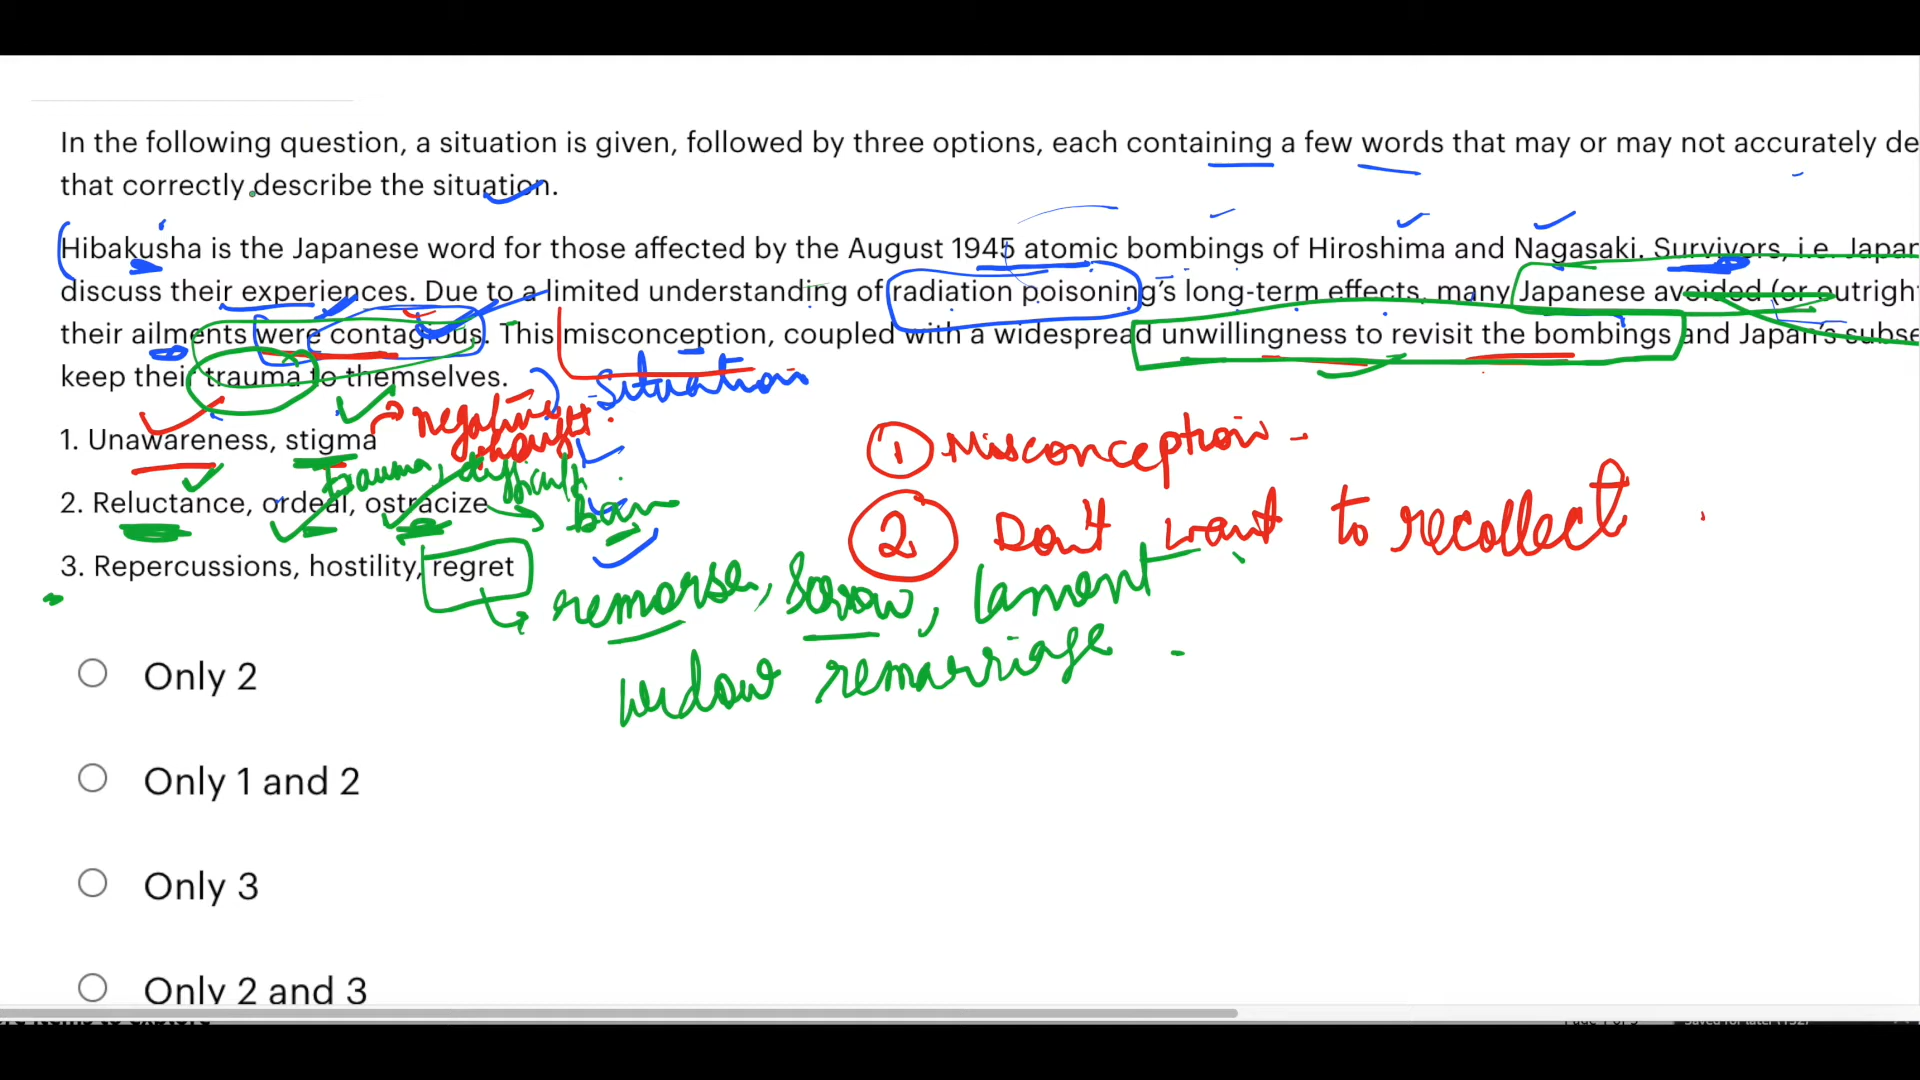 In the following question, a situation is given, followed by three options, each containing a few words that may or may not accurately de
that correctly describe the situation.
Hibakusha is the Japanese word for those affected by the August 1945 atomic bombings of Hiroshima and Nagasaki. Survivors, i.e. Japan
discuss their experiences. Due to a limited understanding of radiation poisoning's long-term effects, many Japanese avoided (or outrigh
their ailments were contagious. This misconception, coupled with a widespread unwillingness to revisit the bombings and Japan's subse
keep their trauma to themselves.
situation
negative
thought
1. Unawareness, stigma
1 Misconception
trauma, difficult
2. Reluctance, ordeal, ostracize
ban
2 Don't want to recollect
3. Repercussions, hostility, regret
remorse, sorrow, lament
widow remarriage
Only 2
Only 1 and 2
Only 3
Only 2 and 3